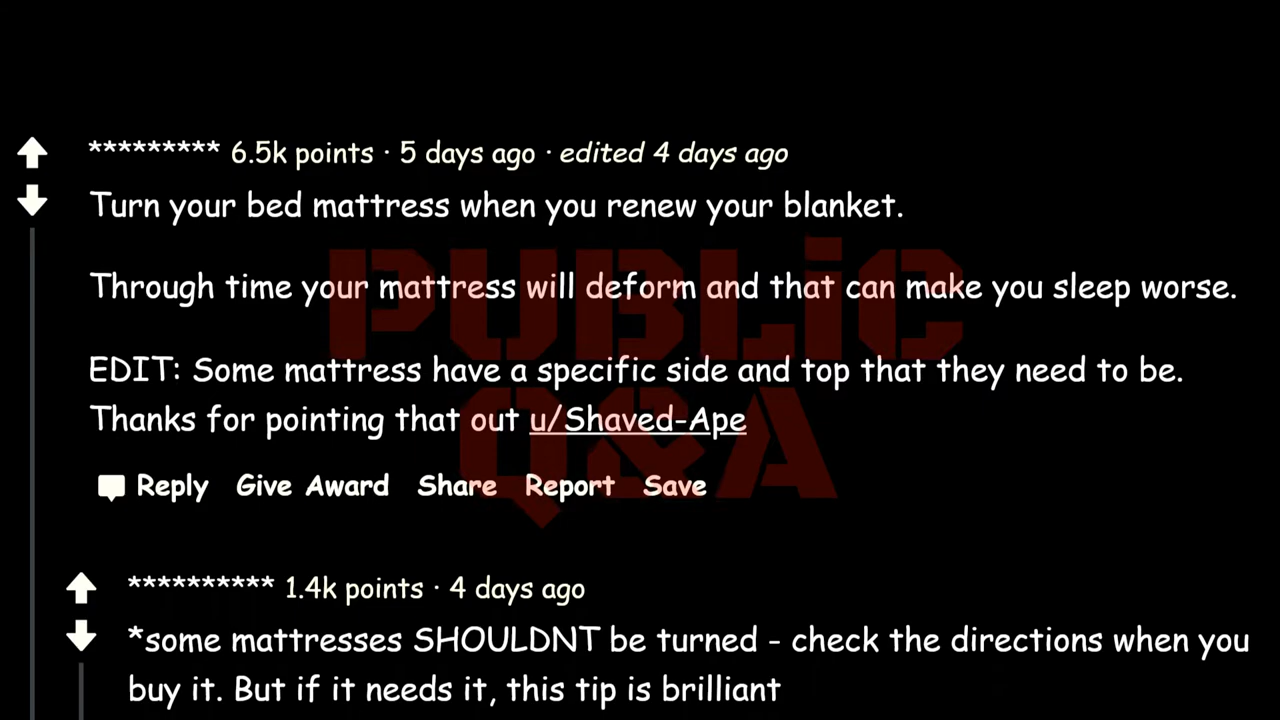 ********* 6.5k points · 5 days ago · edited 4 days ago
Turn your bed mattress when you renew your blanket.
Through time your mattress will deform and that can make you sleep worse.
EDIT: Some mattress have a specific side and top that they need to be.
Thanks for pointing that out u/Shaved-Ape
Reply Give Award Share Report Save
********** 1.4k points · 4 days ago
*some mattresses SHOULDNT be turned - check the directions when you
buy it. But if it needs it, this tip is brilliant
PUBLiC
Q&A